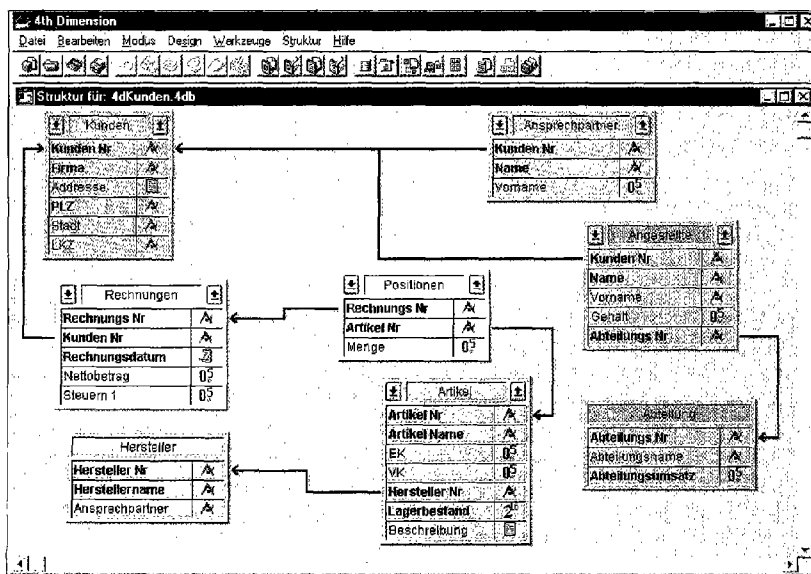 4th Dimension
Datei Bearbeiten Modus Design Werkzeuge Struktur Hilfe
Struktur für: 4dKunden.4db
Kunden
Kunden Nr
Firma
Addresse
PLZ
Stadt
LKZ
Ansprechpartner
Kunden Nr
Name
Vorname
Angestellte
Kunden Nr
Name
Vorname
Gehalt
Abteilungs Nr
Rechnungen
Rechnungs Nr
Kunden Nr
Rechnungsdatum
Nettobetrag
Steuern 1
Positionen
Rechnungs Nr
Artikel Nr
Menge
Artikel
Artikel Nr
Artikel Name
EK
VK
Hersteller Nr
Lagerbestand
Beschreibung
Abteilung
Abteilungs Nr
Abteilungsname
Abteilungsumsatz
Hersteller
Hersteller Nr
Herstellername
Ansprechpartner